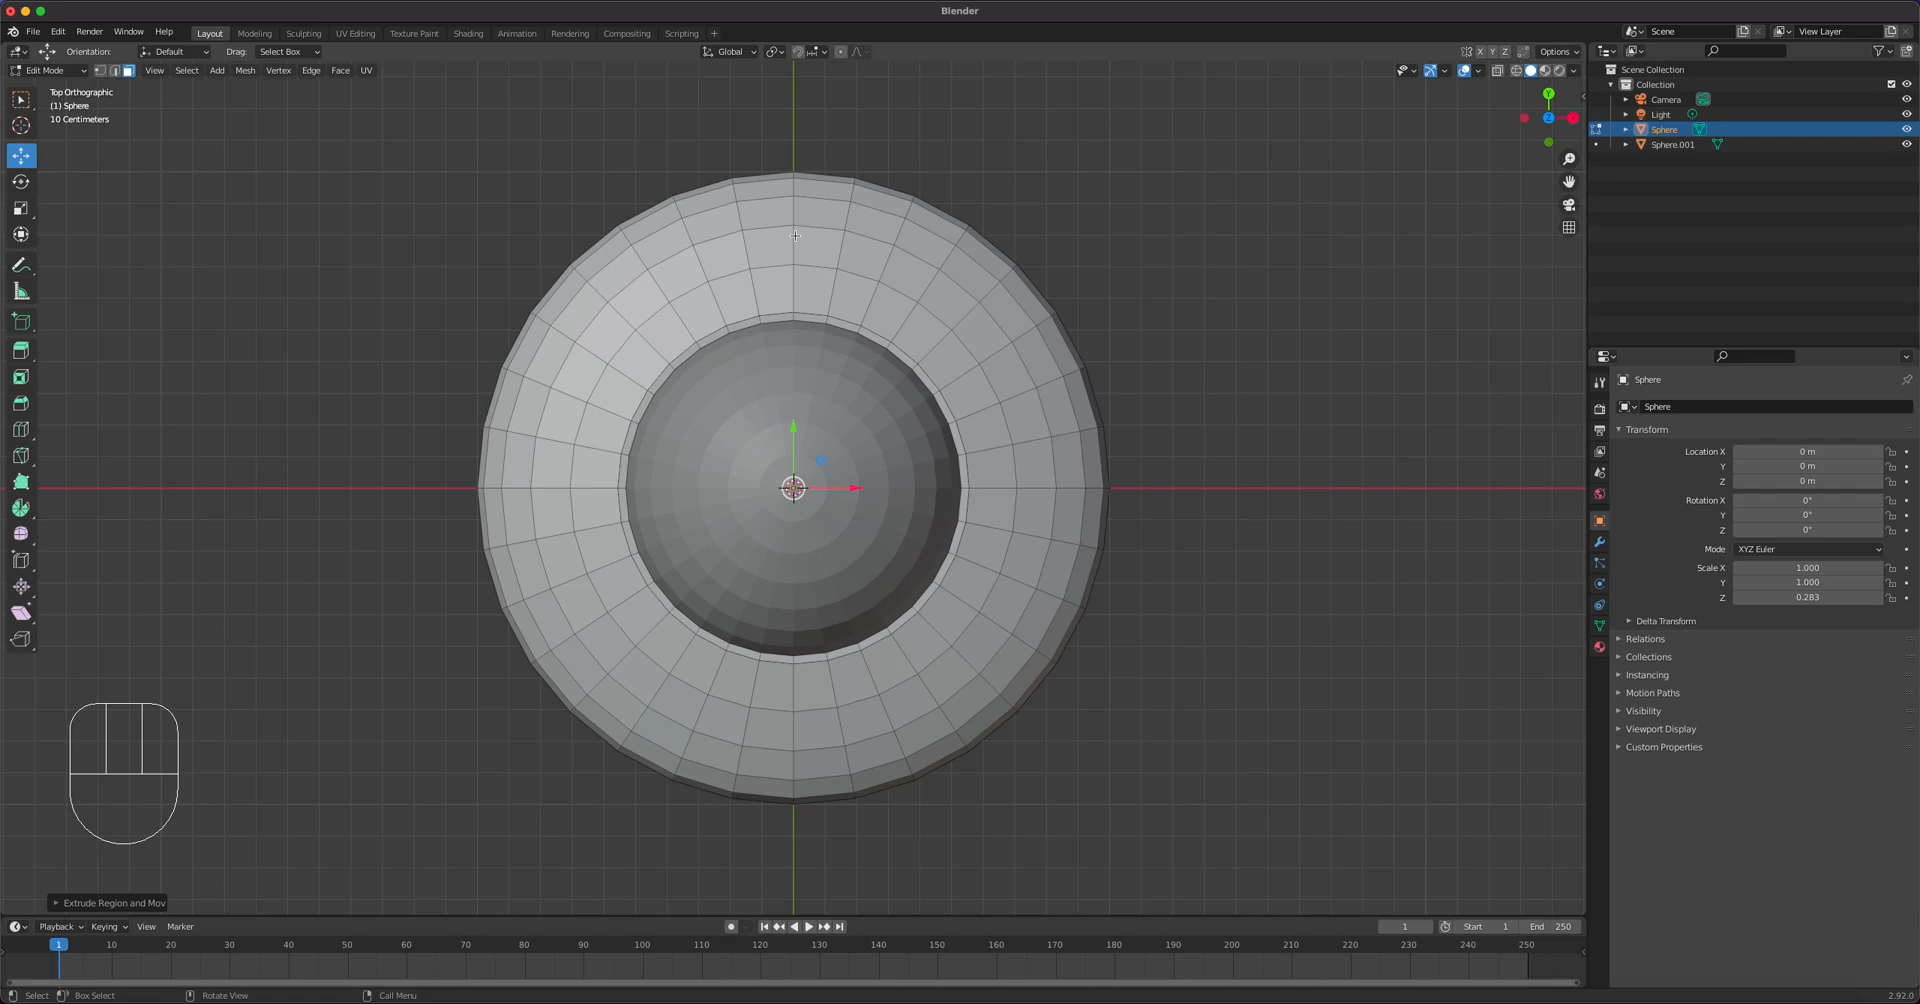 Blender
File Edit Render Window Help Layout Modeling Sculpting UV Editing Texture Paint Shading Animation Rendering Compositing Scripting + Scene View Layer
Orientation: Default Drag: Select Box Global X Y Z Options
Edit Mode View Select Add Mesh Vertex Edge Face UV
Top Orthographic
(1) Sphere
10 Centimeters
Y
Z
X
Scene Collection
Collection
Camera
Light
Sphere
Sphere.001
Sphere
Sphere
Transform
Location X 0 m
Y 0 m
Z 0 m
Rotation X 0°
Y 0°
Z 0°
Mode XYZ Euler
Scale X 1.000
Y 1.000
Z 0.283
Delta Transform
Relations
Collections
Instancing
Motion Paths
Visibility
Viewport Display
Custom Properties
Extrude Region and Mov
Playback Keying View Marker 1 Start 1 End 250
1 10 20 30 40 50 60 70 80 90 100 110 120 130 140 150 160 170 180 190 200 210 220 230 240 250
Select Box Select Rotate View Call Menu 2.92.0